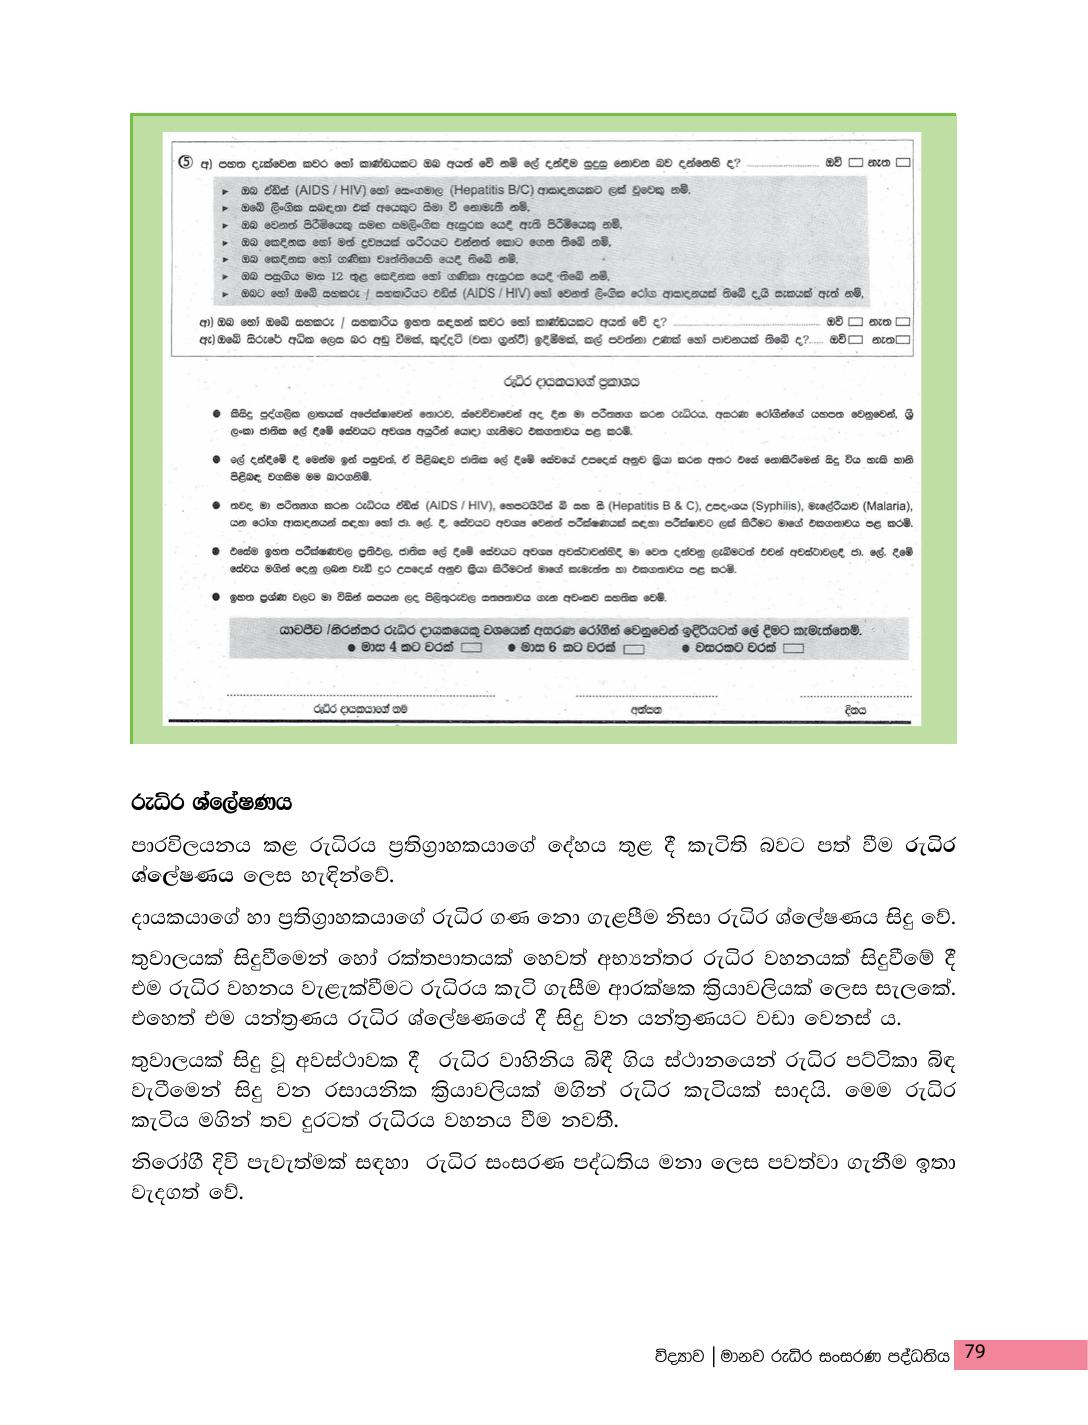 ⑤ අ) පහත දැක්වෙන කවර හෝ කාණ්ඩයකට ඔබ අයත් වේ නම් ලේ දන්දීම සුදුසු නොවන බව දන්නෙහි ද? ........................ ඔව් නැත
➤ ඔබ ඒඩ්ස් (AIDS / HIV) හෝ සෙංගමාල (Hepatitis B/C) ආසාදනයකට ලක් වූවෙකු නම්,
➤ ඔබේ ලිංගික සබඳතා එක් අයෙකුට සීමා වී නොමැති නම්,
➤ ඔබ වෙනත් පිරිමියෙකු සමඟ සමලිංගික ඇසුරක යෙදී ඇති පිරිමියෙකු නම්,
➤ ඔබ කෙදිනක හෝ මත් ද්‍රව්‍යයක් ශරීරයට එන්නත් කොට ගෙන තිබේ නම්,
➤ ඔබ කෙදිනක හෝ ගණිකා වෘත්තියෙහි යෙදී තිබේ නම්,
➤ ඔබ පසුගිය මාස 12 තුළ කෙදිනක හෝ ගණිකා ඇසුරක යෙදී තිබේ නම්,
➤ ඔබට හෝ ඔබේ සහකරු / සහකාරියට ඒඩ්ස් (AIDS / HIV) හෝ වෙනත් ලිංගික රෝග ආසාදනයක් තිබේ දැයි සැකයක් ඇත් නම්,
ආ) ඔබ හෝ ඔබේ සහකරු / සහකාරිය ඉහත සඳහන් කවර හෝ කාණ්ඩයකට අයත් වේ ද? ........................ ඔව් නැත
ඇ) ඔබේ සිරුරේ අධික ලෙස බර අඩු වීමක්, කුද්දටි (වසා ග්‍රන්ථි) ඉදිමීමක්, කල් පවත්නා උණක් හෝ පාචනයක් තිබේ ද?...... ඔව් නැත
රුධිර දායකයාගේ ප්‍රකාශය
● කිසිදු පුද්ගලික ලාභයක් අපේක්ෂාවෙන් තොරව, ස්වේච්ඡාවෙන් අද දින මා පරිත්‍යාග කරන රුධිරය, අසරණ රෝගීන්ගේ යහපත වෙනුවෙන්, ශ්‍රී
ලංකා ජාතික ලේ දීමේ සේවයට අවශ්‍ය අයුරින් යොදා ගැනීමට එකඟතාවය පළ කරමි.
● ලේ දන්දීමේ දී මෙන්ම ඉන් පසුවත්, ඒ පිළිබඳව ජාතික ලේ දීමේ සේවයේ උපදෙස් අනුව ක්‍රියා කරන අතර එසේ නොකිරීමෙන් සිදු විය හැකි හානි
පිළිබඳ වගකීම මම බාරගනිමි.
● තවද මා පරිත්‍යාග කරන රුධිරය ඒඩ්ස් (AIDS / HIV), හෙපටයිටිස් බී සහ සී (Hepatitis B & C), උපදංශය (Syphilis), මැලේරියාව (Malaria),
යන රෝග ආසාදනයන් සඳහා හෝ ජා. ලේ. දී. සේවයට අවශ්‍ය වෙනත් පරීක්ෂණයක් සඳහා පරීක්ෂාවට ලක් කිරීමට මාගේ එකඟතාවය පළ කරමි.
● එසේම ඉහත පරීක්ෂණවල ප්‍රතිඵල, ජාතික ලේ දීමේ සේවයට අවශ්‍ය අවස්ථාවන්හිදී මා වෙත දන්වනු ලැබීමටත් එවන් අවස්ථාවලදී ජා. ලේ. දීමේ
සේවය මගින් දෙනු ලබන වැඩි දුර උපදෙස් අනුව ක්‍රියා කිරීමටත් මාගේ කැමැත්ත හා එකඟතාවය පළ කරමි.
● ඉහත ප්‍රශ්ණ වලට මා විසින් සපයන ලද පිළිතුරුවල සත්‍යතාවය ගැන අවංකව සහතික වෙමි.
යාවජීව /නිරන්තර රුධිර දායකයෙකු වශයෙන් අසරණ රෝගීන් වෙනුවෙන් ඉදිරියටත් ලේ දීමට කැමැත්තෙමි.
● මාස 4 කට වරක් ● මාස 6 කට වරක් ● වසරකට වරක්
රුධිර දායකයාගේ නම අත්සන දිනය
රුධිර ශ්ලේෂණය
පාරවිලයනය කළ රුධිරය ප්‍රතිග්‍රාහකයාගේ දේහය තුළ දී කැටිති බවට පත් වීම රුධිර
ශ්ලේෂණය ලෙස හැඳින්වේ.
දායකයාගේ හා ප්‍රතිග්‍රාහකයාගේ රුධිර ගණ නො ගැළපීම නිසා රුධිර ශ්ලේෂණය සිදු වේ.
තුවාලයක් සිදුවීමෙන් හෝ රක්තපාතයක් හෙවත් අභ්‍යන්තර රුධිර වහනයක් සිදුවීමේ දී
එම රුධිර වහනය වැළැක්වීමට රුධිරය කැටි ගැසීම ආරක්ෂක ක්‍රියාවලියක් ලෙස සැලකේ.
එහෙත් එම යන්ත්‍රණය රුධිර ශ්ලේෂණයේ දී සිදු වන යන්ත්‍රණයට වඩා වෙනස් ය.
තුවාලයක් සිදු වූ අවස්ථාවක දී රුධිර වාහිනිය බිඳී ගිය ස්ථානයෙන් රුධිර පට්ටිකා බිඳ
වැටීමෙන් සිදු වන රසායනික ක්‍රියාවලියක් මගින් රුධිර කැටියක් සාදයි. මෙම රුධිර
කැටිය මගින් තව දුරටත් රුධිරය වහනය වීම නවතී.
නිරෝගී දිවි පැවැත්මක් සඳහා රුධිර සංසරණ පද්ධතිය මනා ලෙස පවත්වා ගැනීම ඉතා
වැදගත් වේ.
විද්‍යාව | මානව රුධිර සංසරණ පද්ධතිය 79